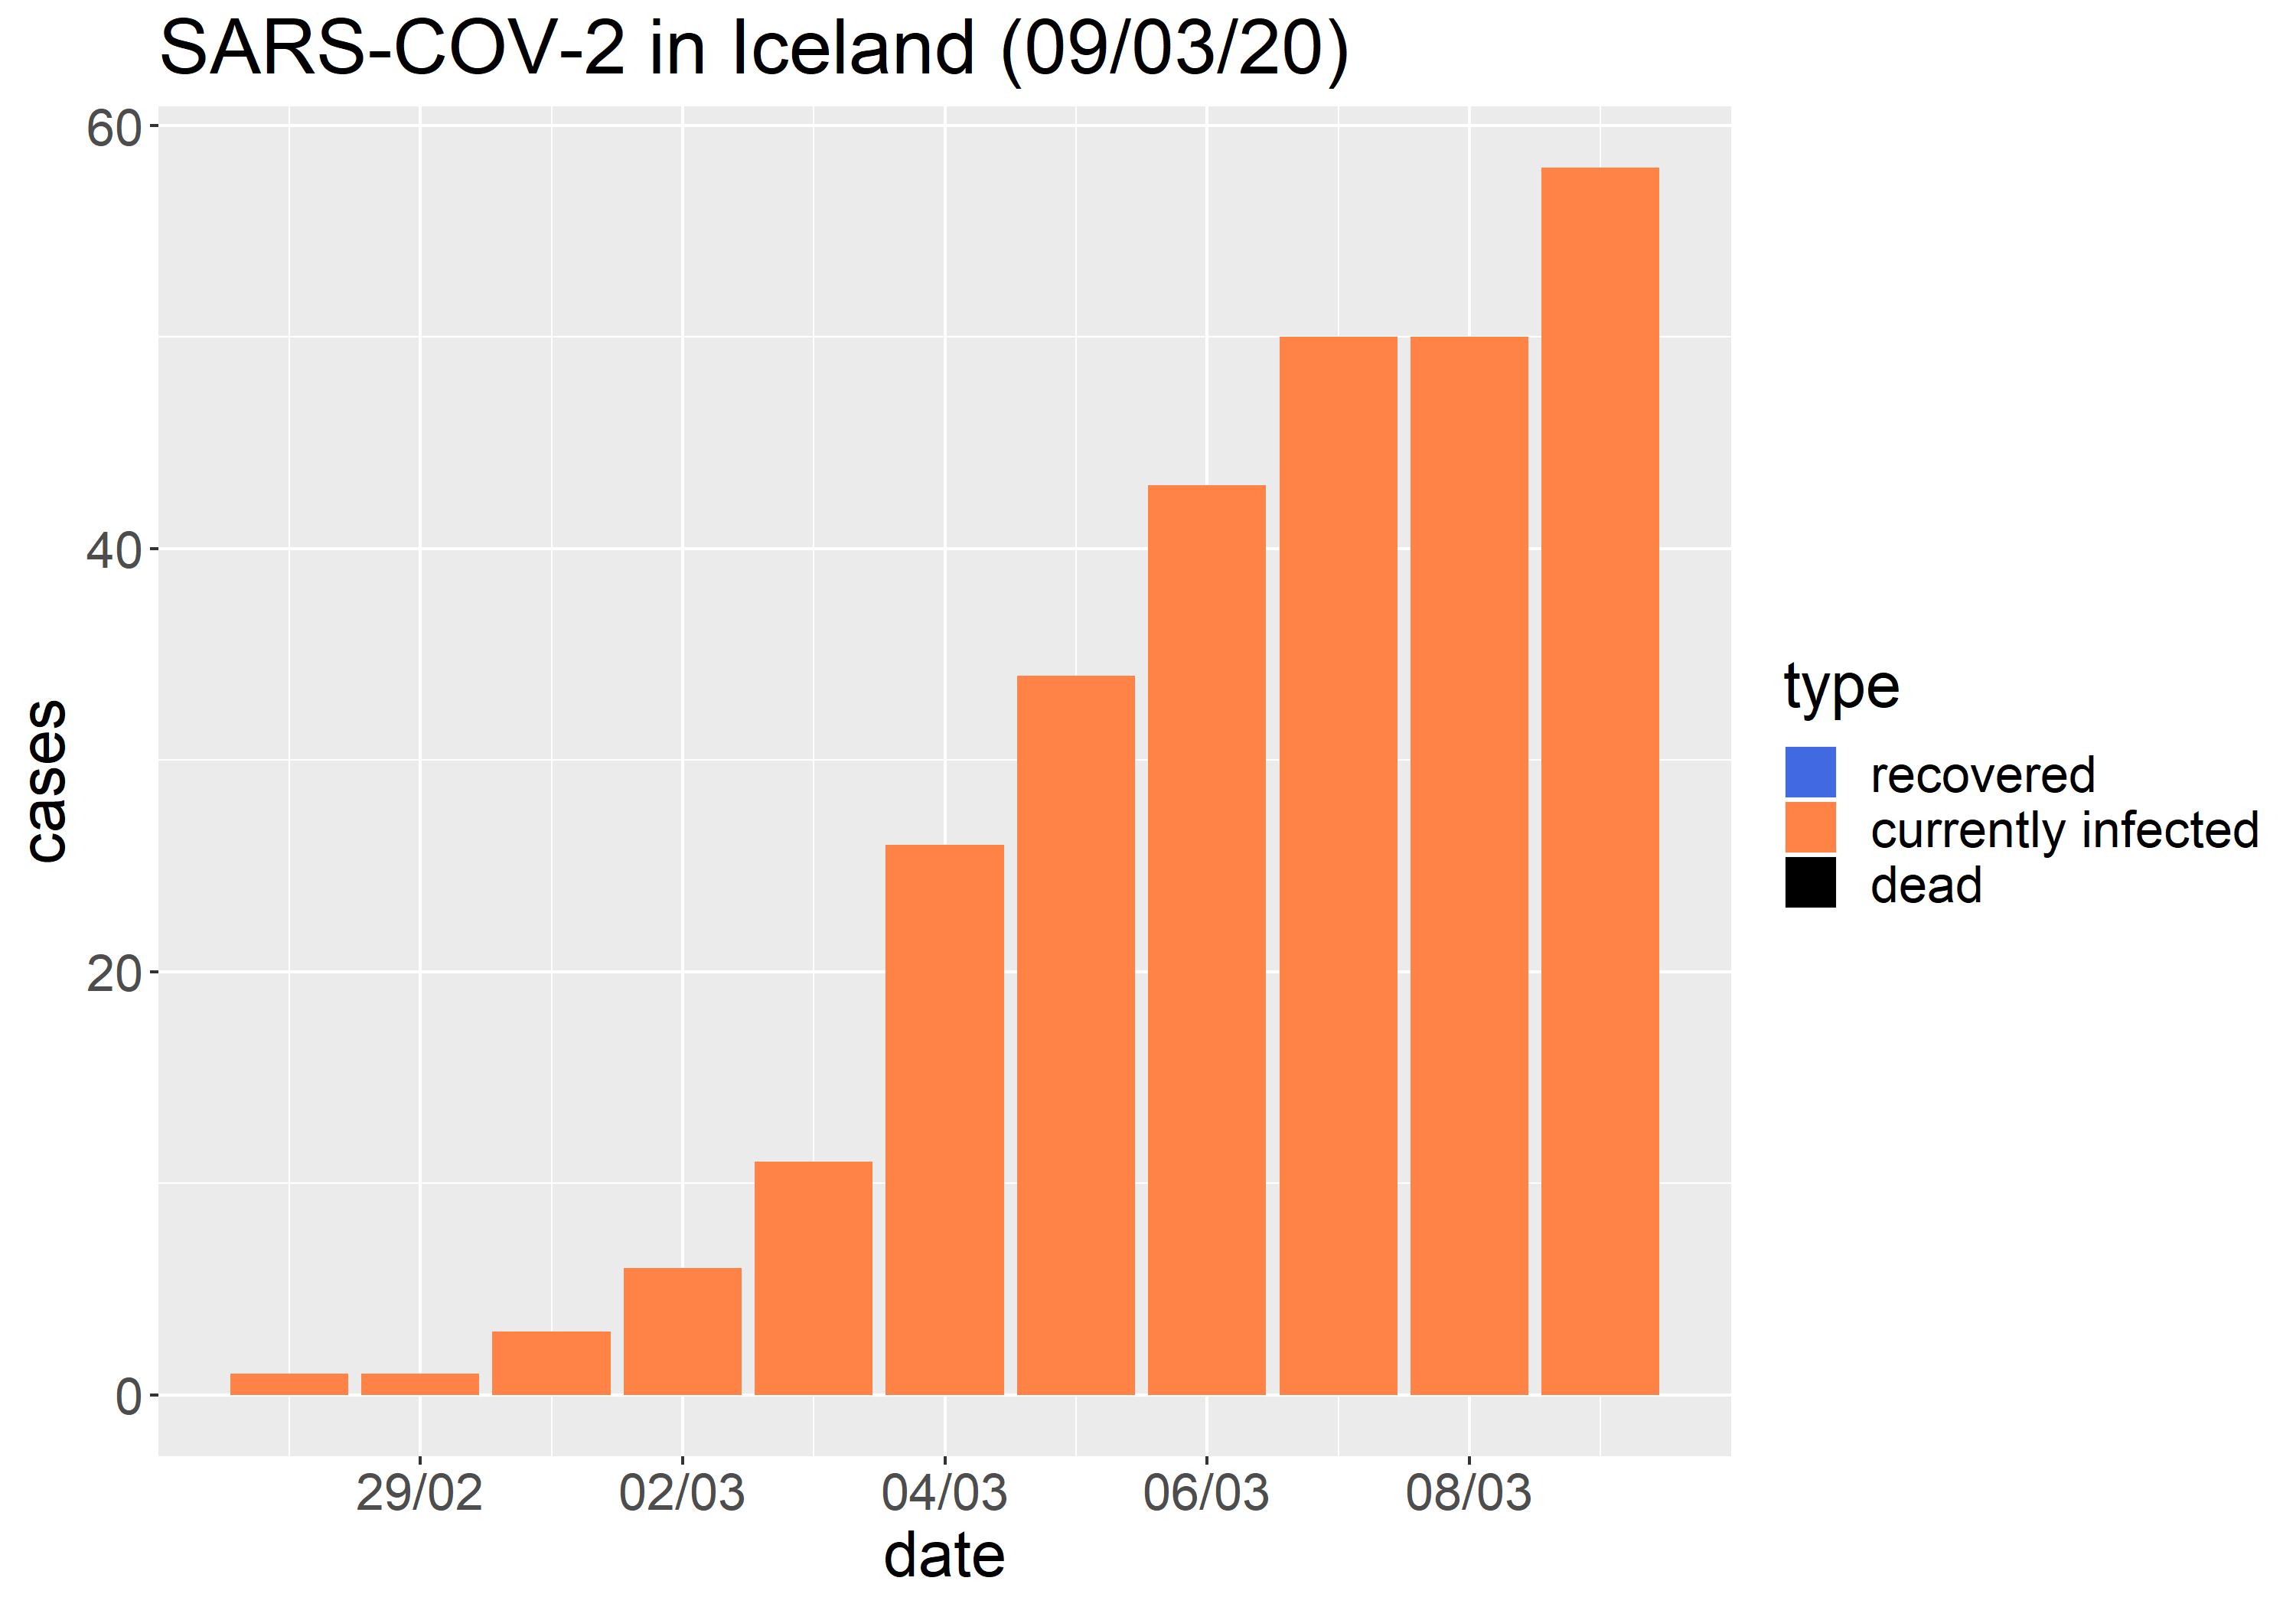 SARS-COV-2 in Iceland (09/03/20)
60
40
20
0
cases
29/02 02/03 04/03 06/03 08/03
date
type
recovered
currently infected
dead